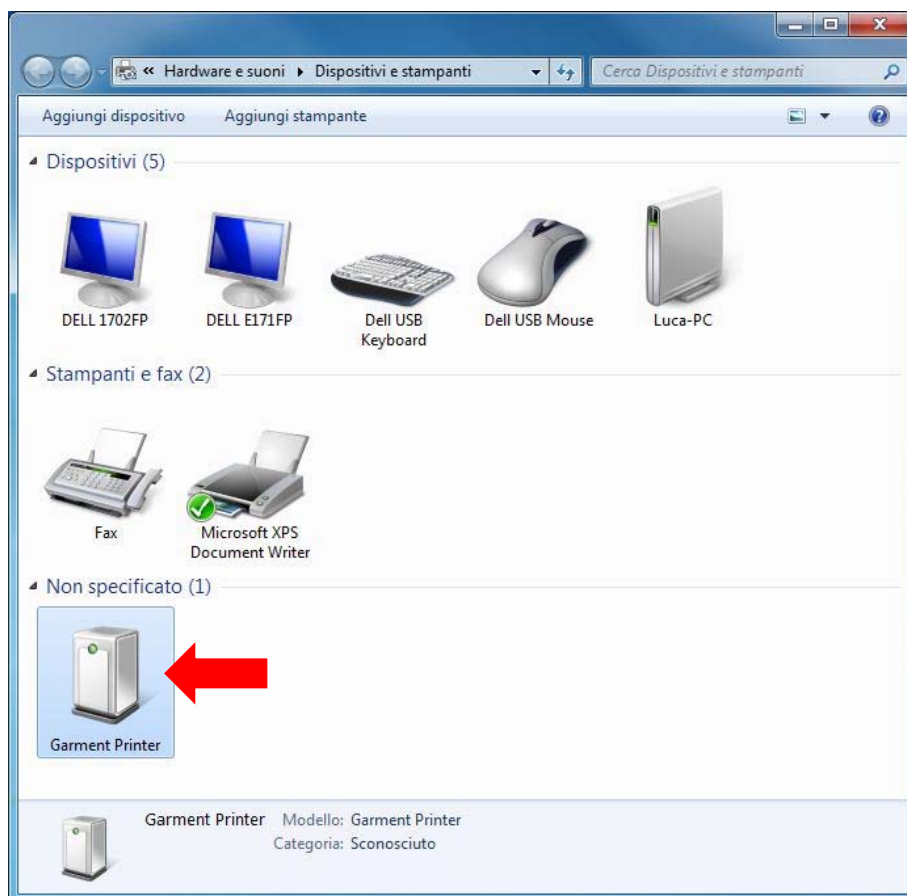 « Hardware e suoni Dispositivi e stampanti Cerca Dispositivi e stampanti
Aggiungi dispositivo Aggiungi stampante
Dispositivi (5)
DELL 1702FP DELL E171FP Dell USB Keyboard Dell USB Mouse Luca-PC
Stampanti e fax (2)
Fax Microsoft XPS Document Writer
Non specificato (1)
Garment Printer
Garment Printer Modello: Garment Printer
Categoria: Sconosciuto